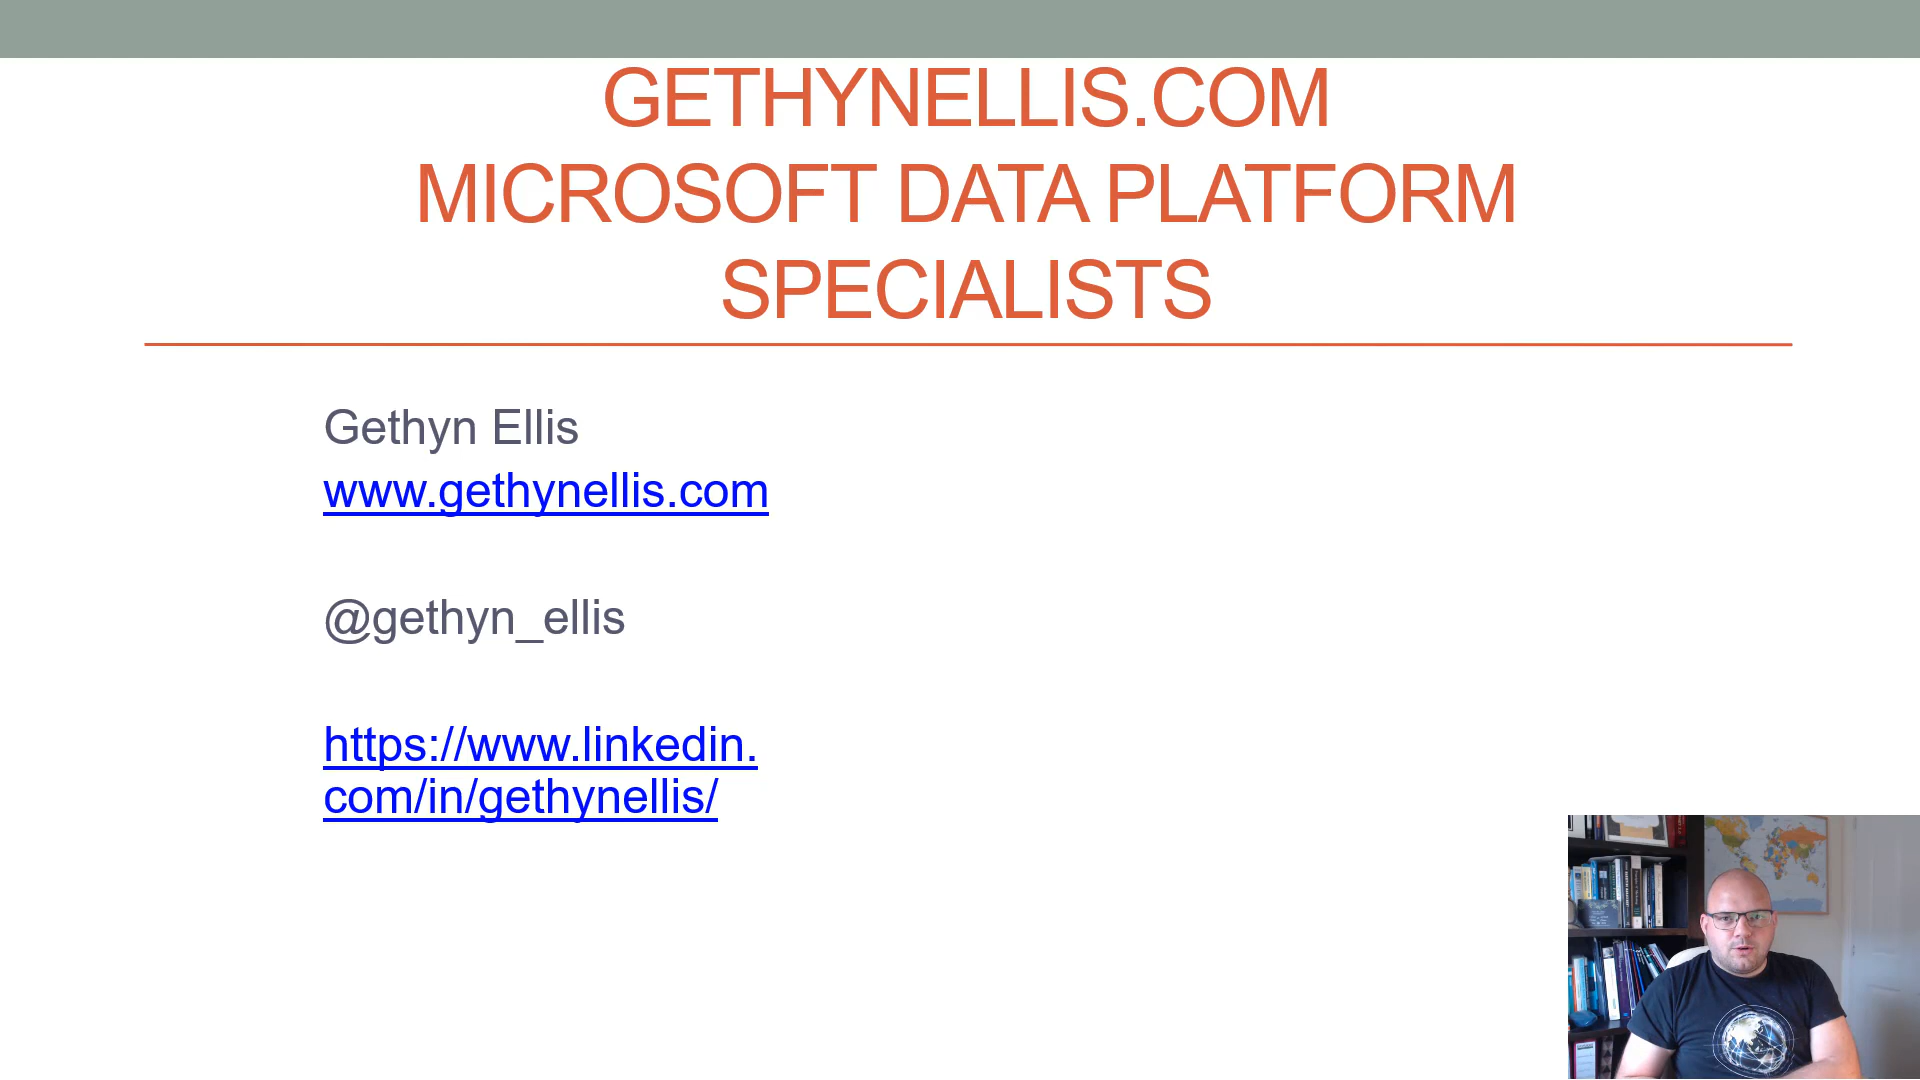 GETHYNELLIS.COM
MICROSOFT DATA PLATFORM
SPECIALISTS
Gethyn Ellis
www.gethynellis.com
@gethyn_ellis
https://www.linkedin.
com/in/gethynellis/